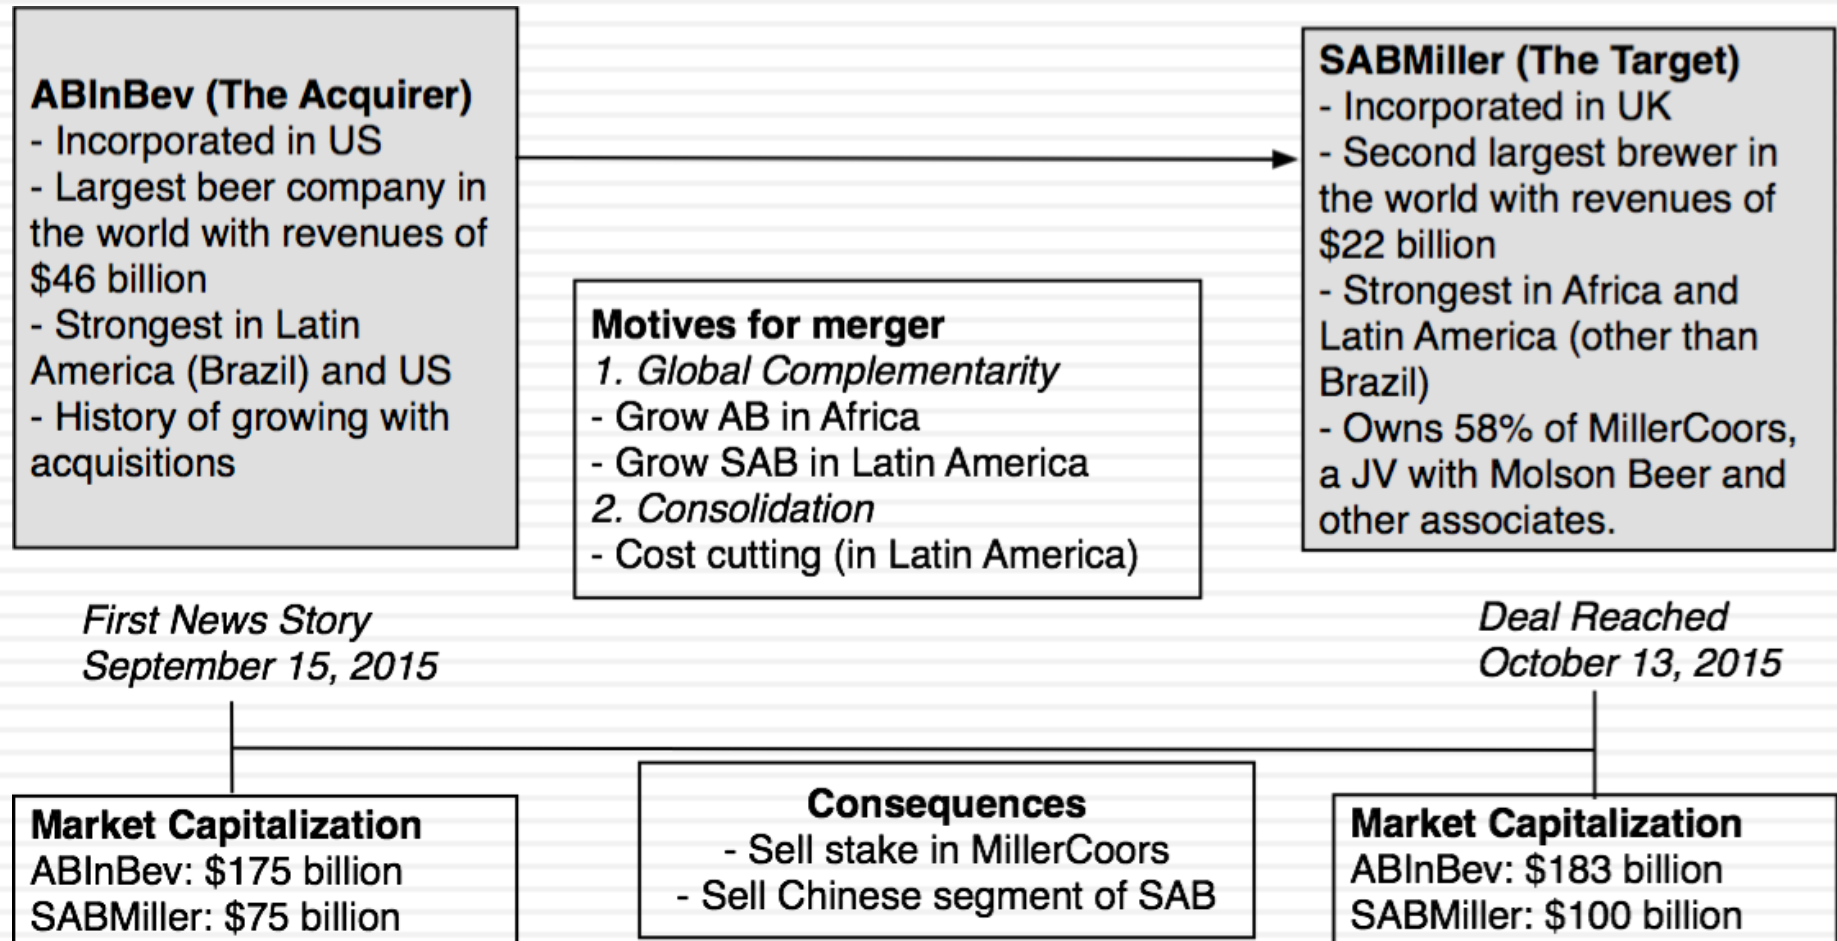 ABInBev (The Acquirer)
- Incorporated in US
- Largest beer company in
the world with revenues of
$46 billion
- Strongest in Latin
America (Brazil) and US
- History of growing with
acquisitions
SABMiller (The Target)
- Incorporated in UK
- Second largest brewer in
the world with revenues of
$22 billion
- Strongest in Africa and
Latin America (other than
Brazil)
- Owns 58% of MillerCoors,
a JV with Molson Beer and
other associates.
Motives for merger
1. Global Complementarity
- Grow AB in Africa
- Grow SAB in Latin America
2. Consolidation
- Cost cutting (in Latin America)
First News Story
September 15, 2015
Deal Reached
October 13, 2015
Market Capitalization
ABInBev: $175 billion
SABMiller: $75 billion
Consequences
- Sell stake in MillerCoors
- Sell Chinese segment of SAB
Market Capitalization
ABInBev: $183 billion
SABMiller: $100 billion